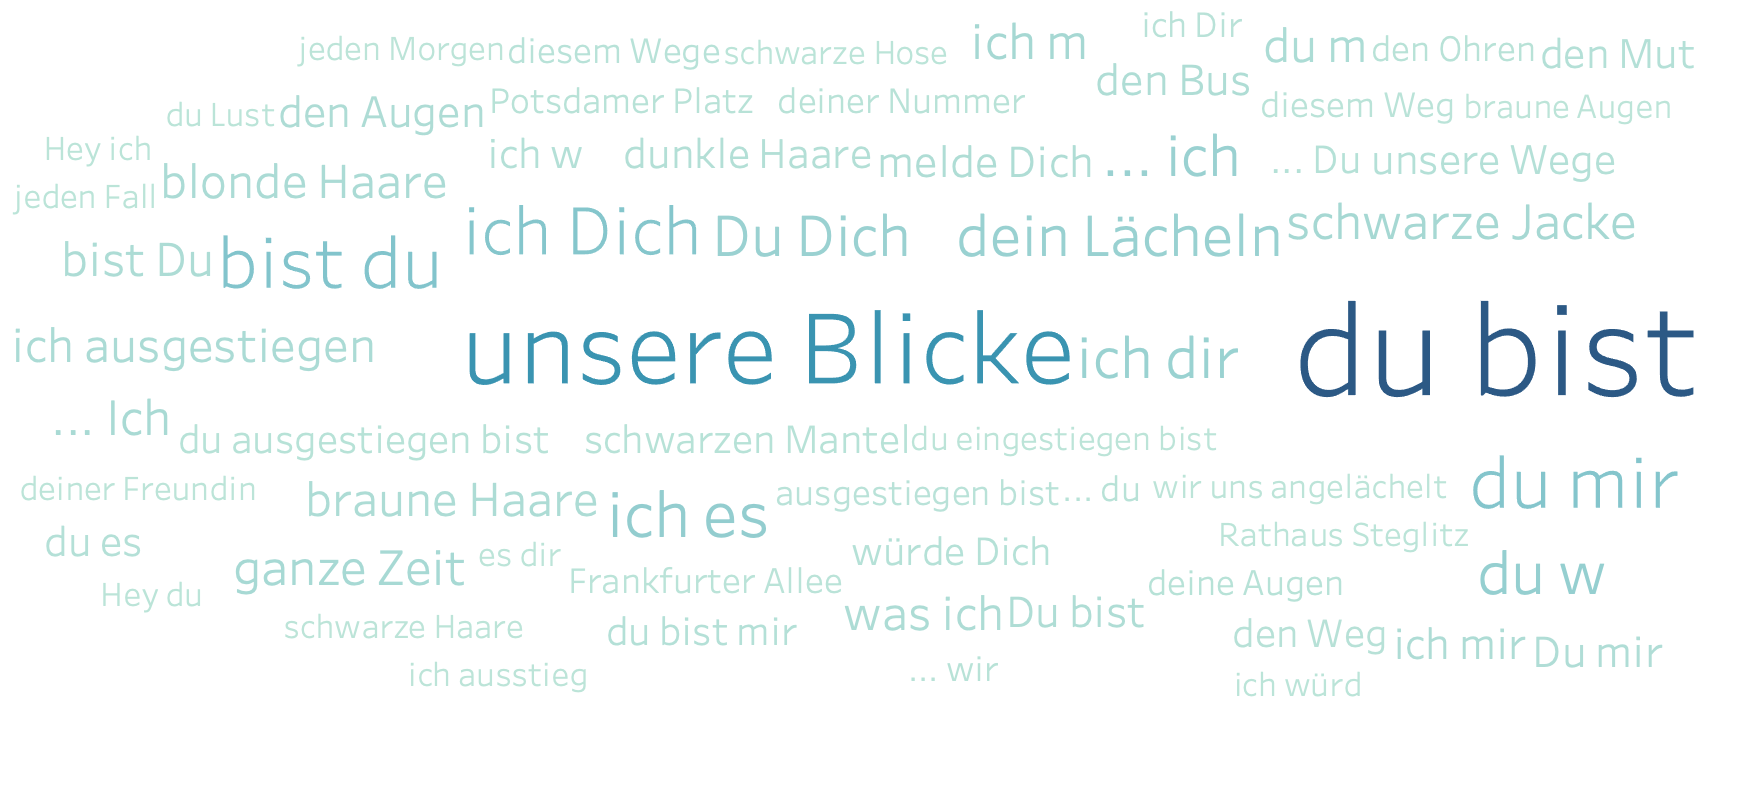 ich Dir
jeden Morgen diesem Wege schwarze Hose ich m du m den Ohren den Mut
den Bus
du Lust den Augen Potsdamer Platz deiner Nummer diesem Weg braune Augen
Hey ich ich w dunkle Haare melde Dich ... ich ... Du unsere Wege
jeden Fall blonde Haare
ich Dich Du Dich dein Lächeln schwarze Jacke
bist Du bist du
ich ausgestiegen unsere Blicke ich dir du bist
... Ich du ausgestiegen bist schwarzen Mantel du eingestiegen bist
deiner Freundin braune Haare ich es ausgestiegen bist ... du wir uns angelächelt du mir
du es Rathaus Steglitz
ganze Zeit es dir würde Dich
Hey du Frankfurter Allee deine Augen du w
schwarze Haare du bist mir was ich Du bist den Weg ich mir Du mir
ich ausstieg ... wir ich würd